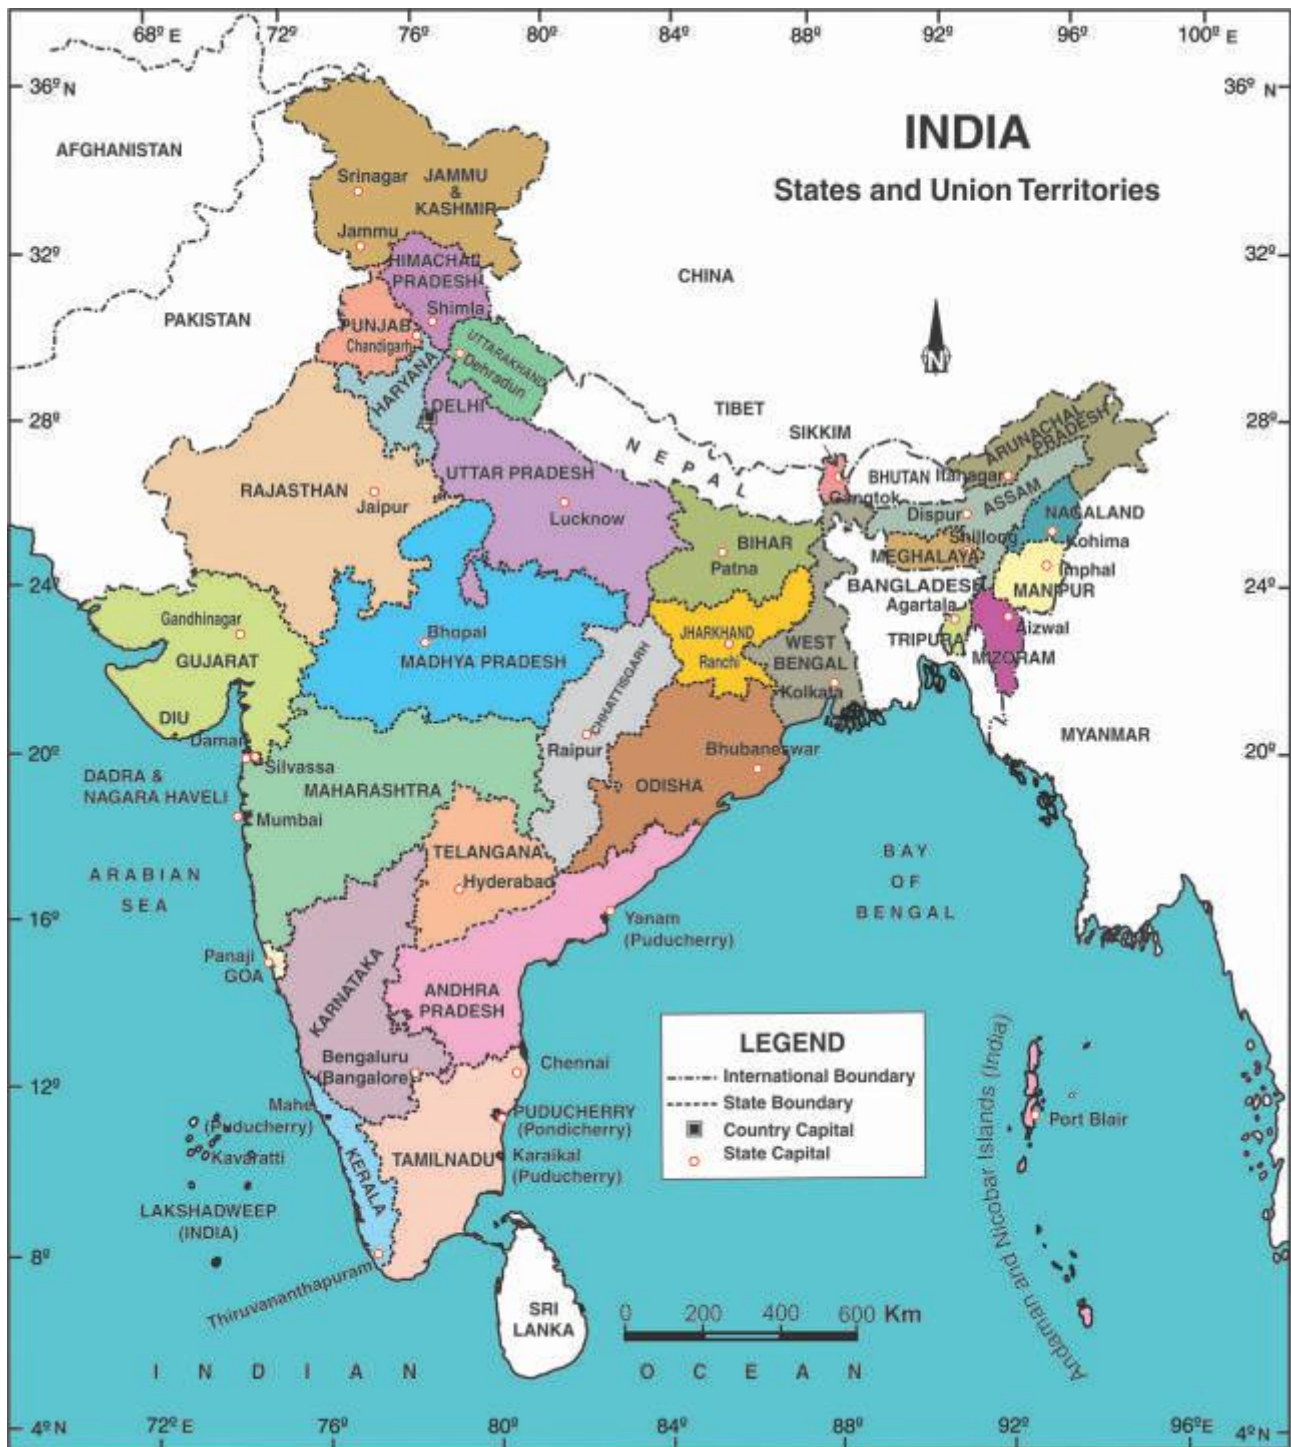 68º E 72º 76º 80º 84º 88º 92º 96º 100º E
36º N
36º N
AFGHANISTAN
INDIA
States and Union Territories
Srinagar
JAMMU
&
KASHMIR
Jammu
32º
32º
HIMACHAL
PRADESH
CHINA
Shimla
PAKISTAN
PUNJAB
Chandigarh
UTTARAKHAND
Dehradun
N
HARYANA
DELHI
TIBET
28º
28º
SIKKIM
ARUNACHAL
PRADESH
NEPAL
BHUTAN
Itanagar
UTTAR PRADESH
RAJASTHAN
Jaipur
Lucknow
Gangtok
ASSAM
Dispur
NAGALAND
Shillong
Kohima
BIHAR
Patna
MEGHALAYA
Imphal
24º
24º
BANGLADESH
MANIPUR
Agartala
Gandhinagar
Bhopal
JHARKHAND
Ranchi
WEST
BENGAL
TRIPURA
Aizwal
MIZORAM
GUJARAT
MADHYA PRADESH
CHHATTISGARH
Kolkata
DIU
Daman
Silvassa
Raipur
Bhubaneswar
MYANMAR
20º
20º
DADRA &
NAGARA HAVELI
MAHARASHTRA
ODISHA
Mumbai
TELANGANA
Hyderabad
ARABIAN
SEA
BAY
OF
BENGAL
16º
16º
Yanam
(Puducherry)
Panaji
GOA
KARNATAKA
ANDHRA
PRADESH
LEGEND
International Boundary
State Boundary
Country Capital
State Capital
Bengaluru
(Bangalore)
Chennai
12º
12º
Mahe
(Puducherry)
PUDUCHERRY
(Pondicherry)
Kavaratti
KERALA
TAMILNADU
Karaikal
(Puducherry)
Port Blair
Andaman and Nicobar Islands (India)
LAKSHADWEEP
(INDIA)
8º
8º
Thiruvananthapuram
SRI
LANKA
0 200 400 600 Km
INDIAN OCEAN
4º N
4º N
72º E 76º 80º 84º 88º 92º 96º E